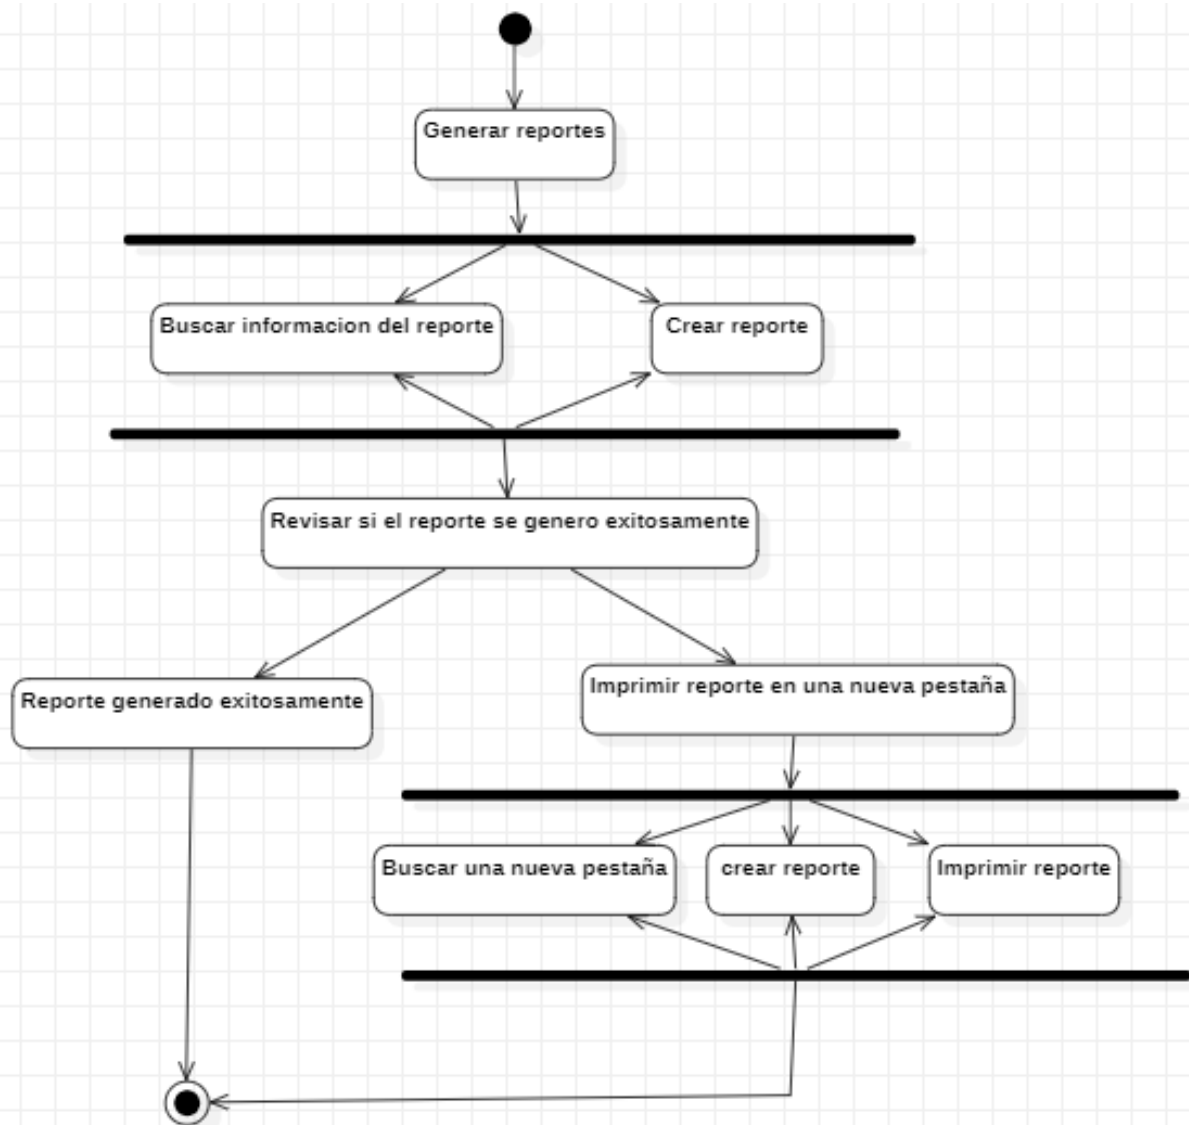 Generar reportes
Buscar informacion del reporte
Crear reporte
Revisar si el reporte se genero exitosamente
Reporte generado exitosamente
Imprimir reporte en una nueva pestaña
Buscar una nueva pestaña
crear reporte
Imprimir reporte